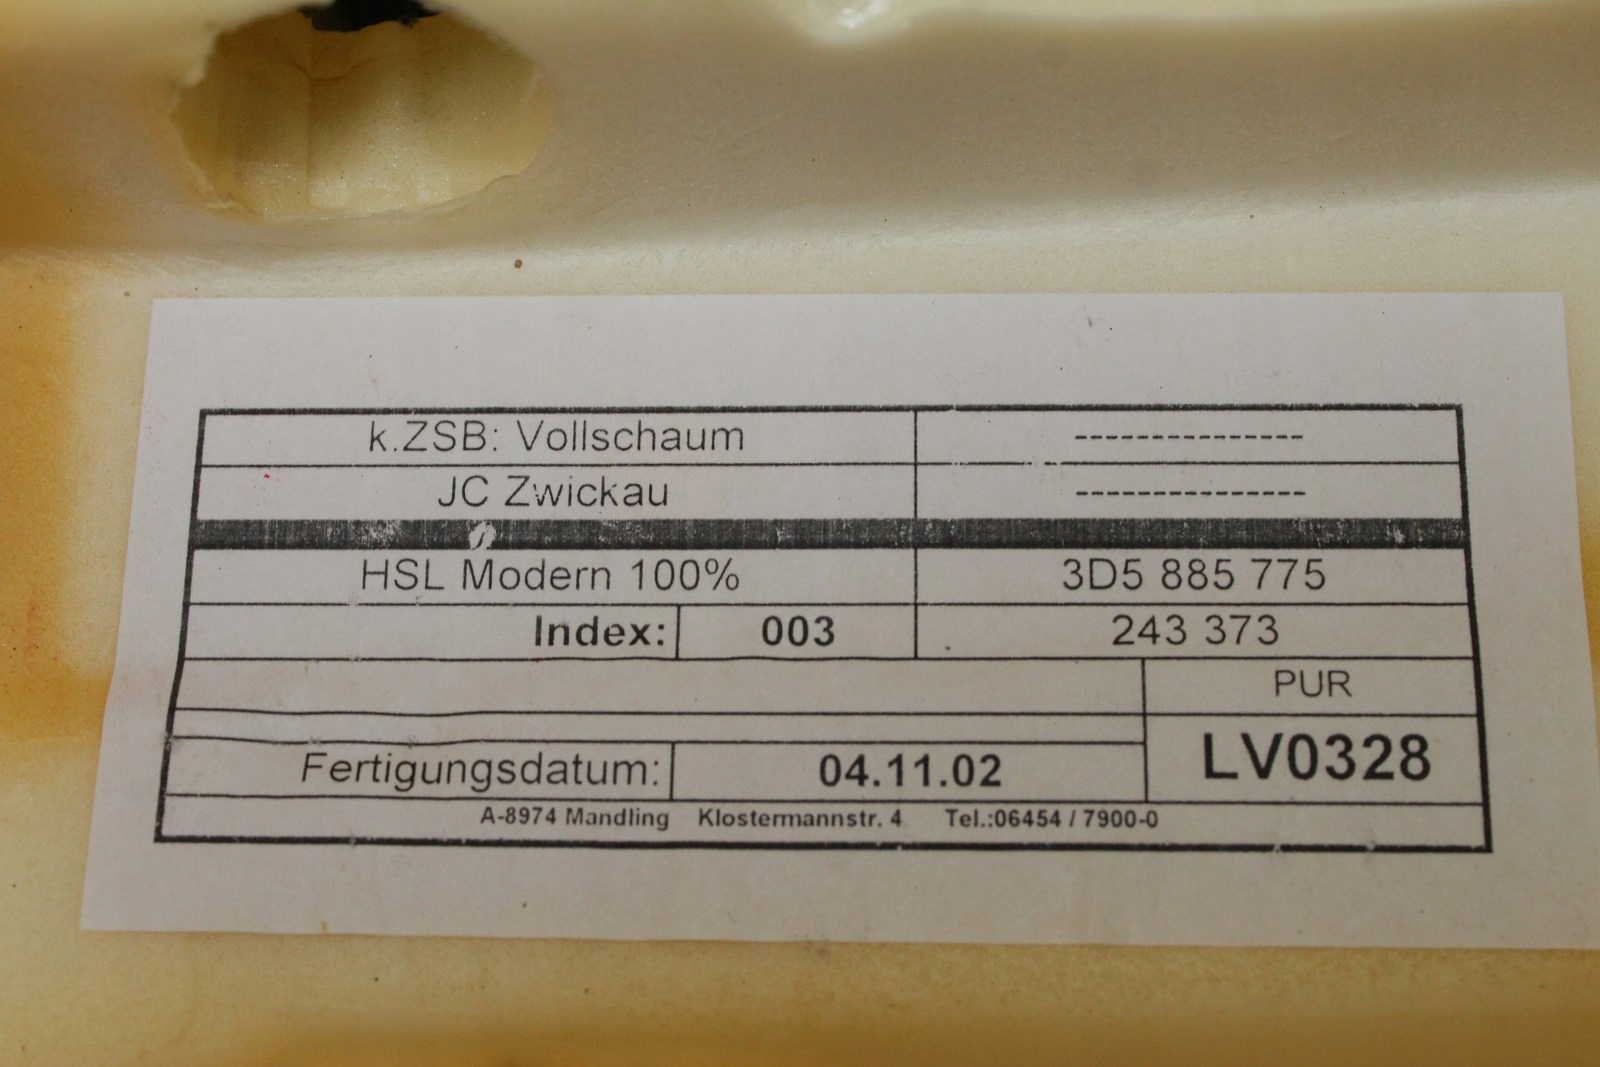 k.ZSB: Vollschaum ---------------
JC Zwickau ---------------
HSL Modern 100% 3D5 885 775
Index: 003 243 373
PUR
Fertigungsdatum: 04.11.02 LV0328
A-8974 Mandling Klostermannstr. 4 Tel.:06454 / 7900-0